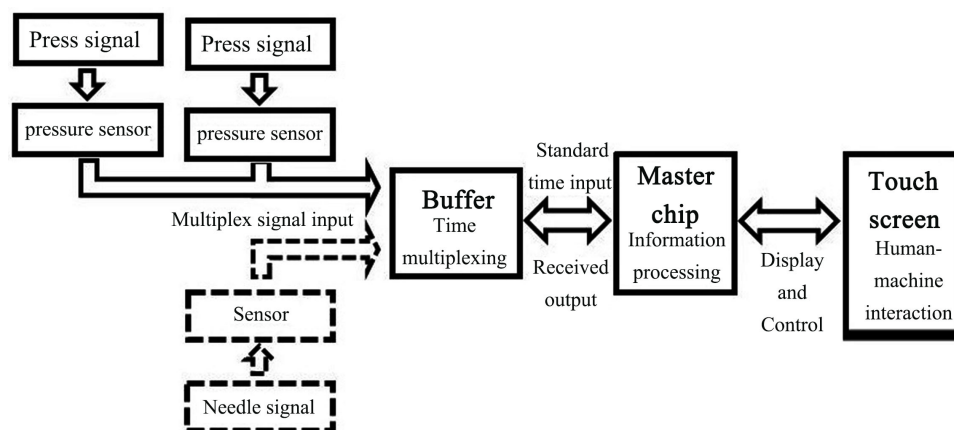 Press signal
Press signal
pressure sensor
pressure sensor
Multiplex signal input
Sensor
Needle signal
Buffer
Time
multiplexing
Standard
time input
Received
output
Master
chip
Information
processing
Display
and
Control
Touch
screen
Human-
machine
interaction